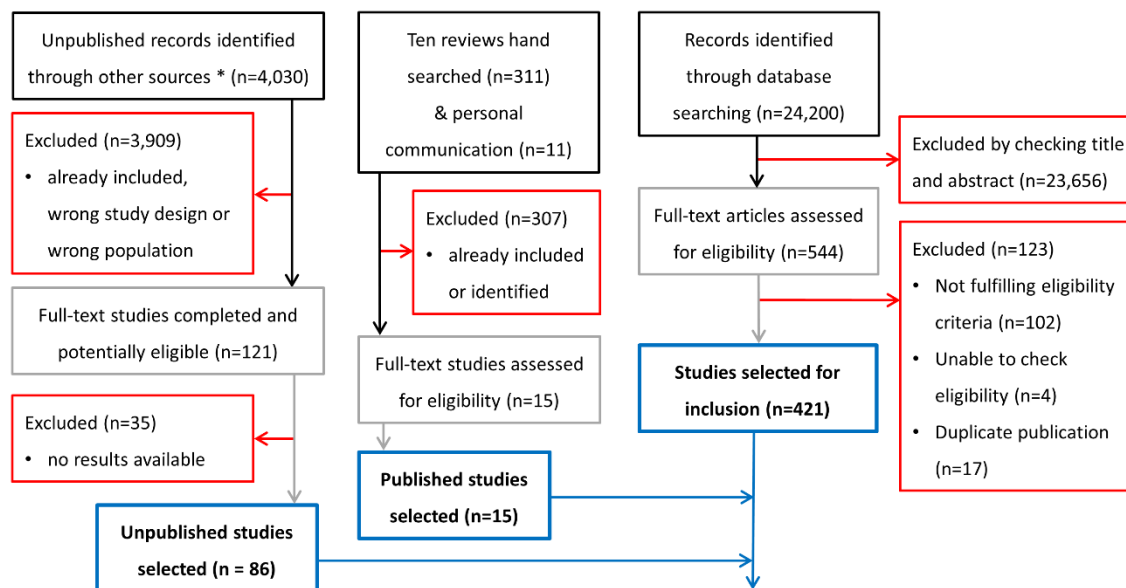 Unpublished records identified
through other sources * (n=4,030)
Excluded (n=3,909)
• already included,
wrong study design or
wrong population
Full-text studies completed and
potentially eligible (n=121)
Excluded (n=35)
• no results available
Unpublished studies
selected (n = 86)
Ten reviews hand
searched (n=311)
& personal
communication (n=11)
Excluded (n=307)
• already included
or identified
Full-text studies assessed
for eligibility (n=15)
Published studies
selected (n=15)
Records identified
through database
searching (n=24,200)
Excluded by checking title
and abstract (n=23,656)
Full-text articles assessed
for eligibility (n=544)
Excluded (n=123)
• Not fulfilling eligibility
criteria (n=102)
• Unable to check
eligibility (n=4)
• Duplicate publication
(n=17)
Studies selected for
inclusion (n=421)